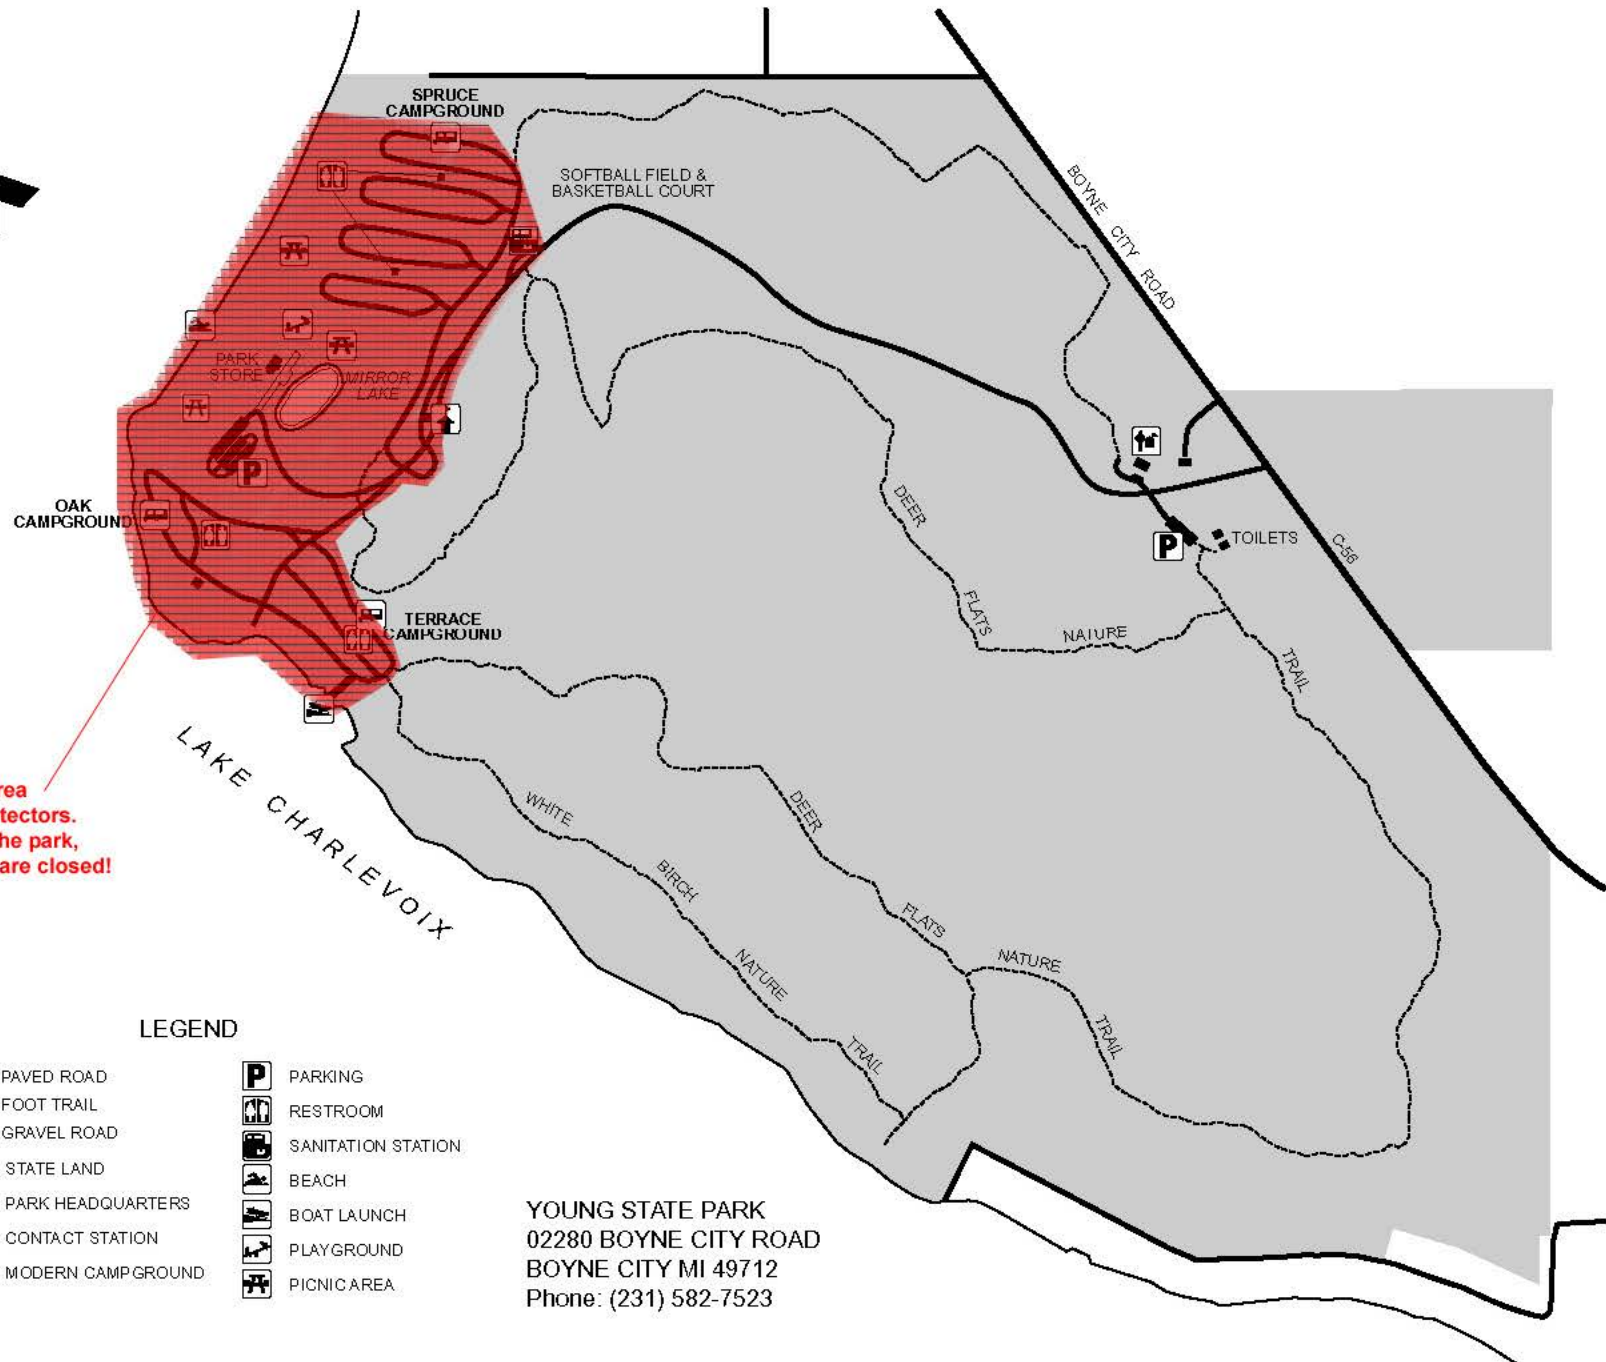 SPRUCE
CAMPGROUND
SOFTBALL FIELD &
BASKETBALL COURT
BOYNE CITY ROAD
PARK
STORE
MIRROR
LAKE
P
OAK
CAMPGROUND
DEER
FLATS
NATURE
TRAIL
P
TOILETS
C-56
TERRACE
CAMPGROUND
LAKE CHARLEVOIX
rea
tectors.
he park,
are closed!
WHITE
BIRCH
NATURE
TRAIL
DEER
FLATS
NATURE
TRAIL
LEGEND
PAVED ROAD
FOOT TRAIL
GRAVEL ROAD
STATE LAND
PARK HEADQUARTERS
CONTACT STATION
MODERN CAMPGROUND
P PARKING
RESTROOM
SANITATION STATION
BEACH
BOAT LAUNCH
PLAYGROUND
PICNIC AREA
YOUNG STATE PARK
02280 BOYNE CITY ROAD
BOYNE CITY MI 49712
Phone: (231) 582-7523